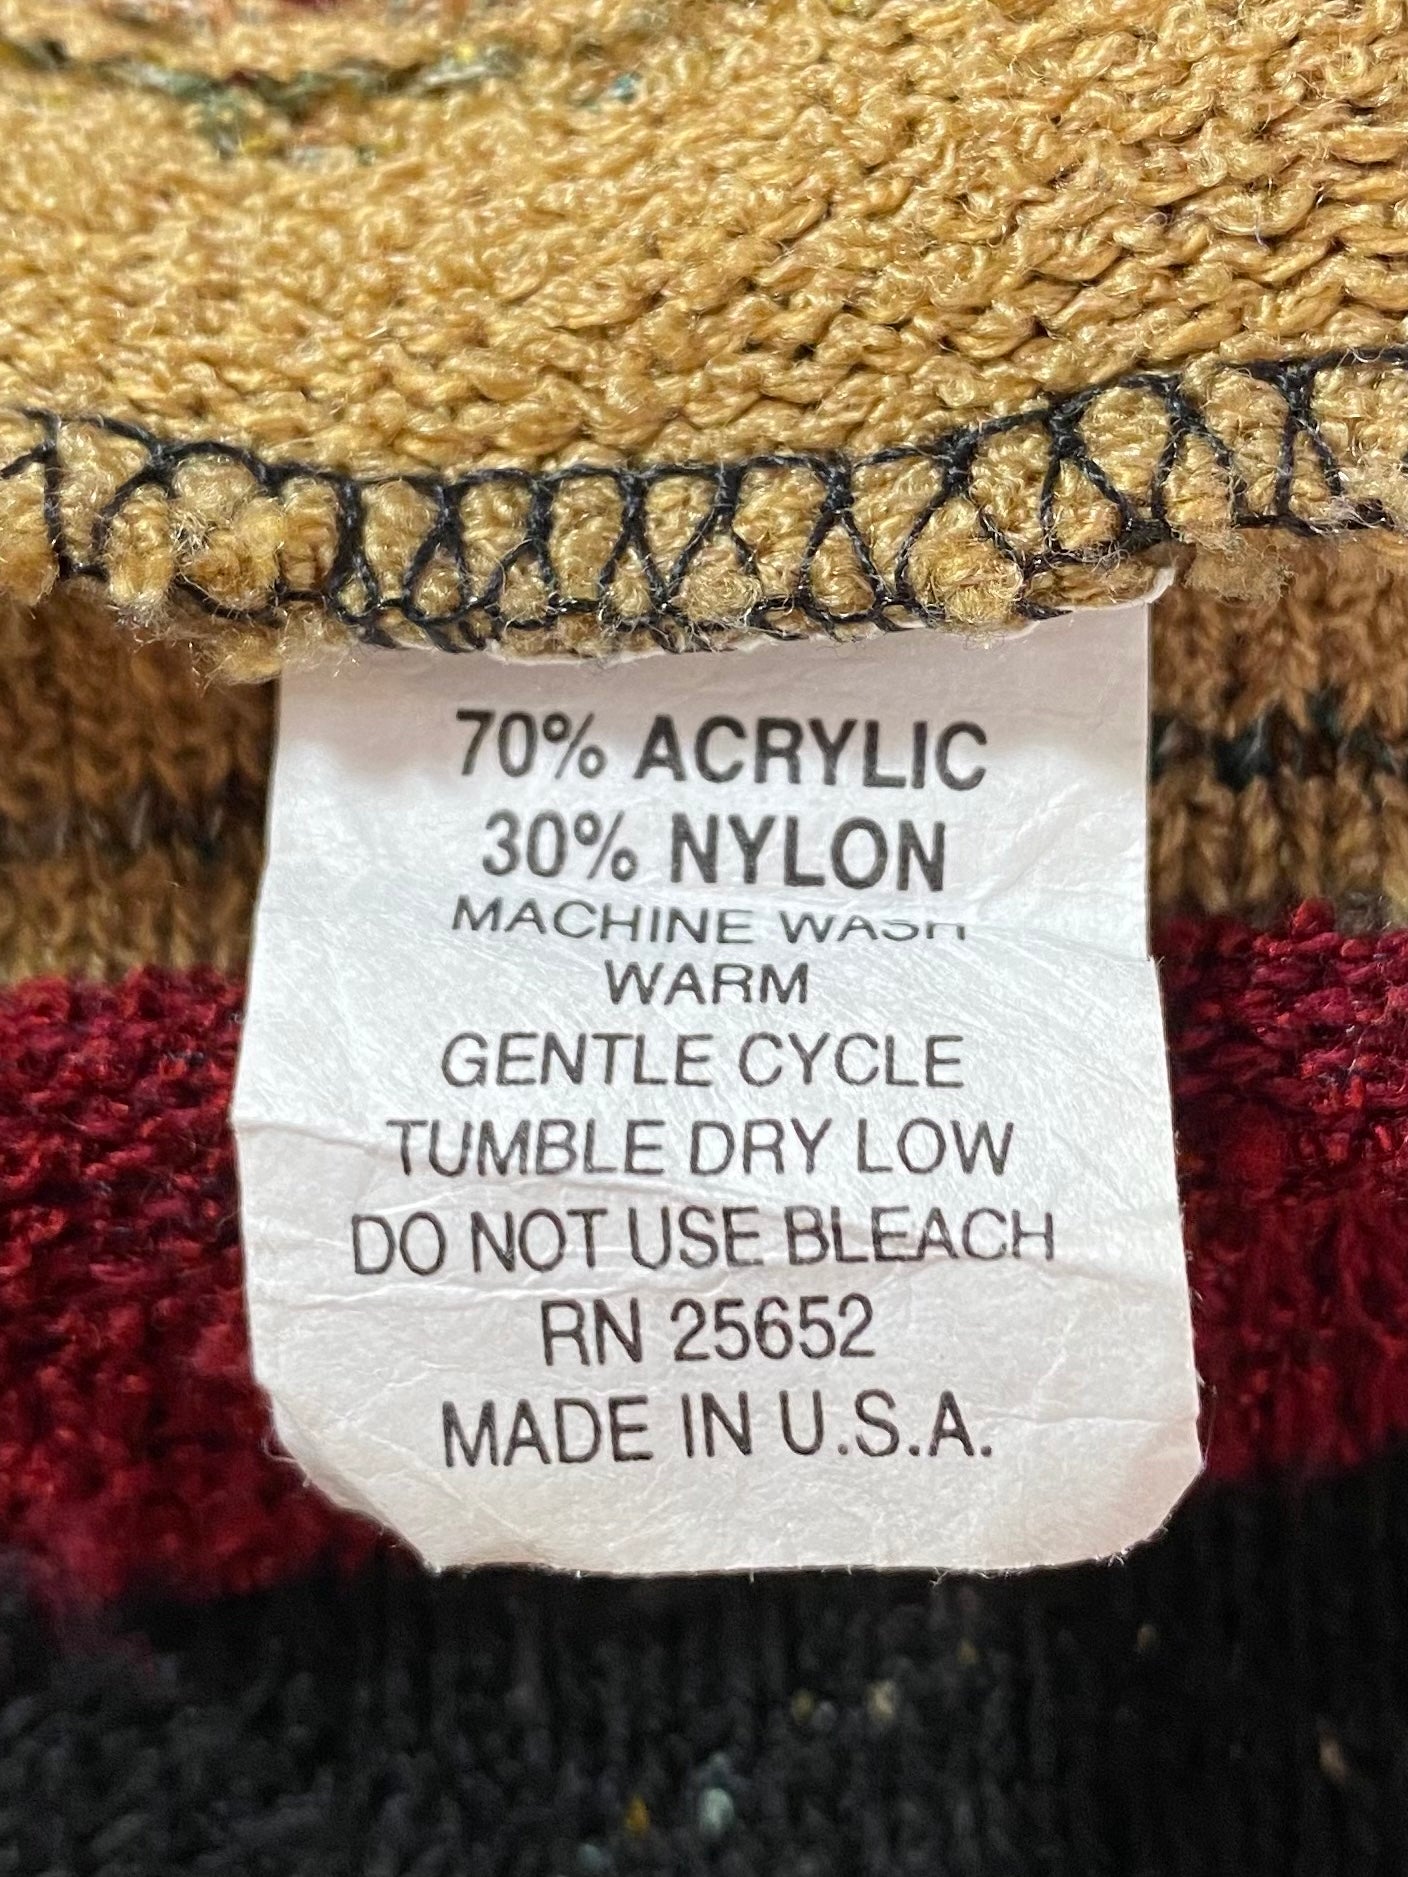 70% ACRYLIC
30% NYLON
MACHINE WASH
WARM
GENTLE CYCLE
TUMBLE DRY LOW
DO NOT USE BLEACH
RN 25652
MADE IN U.S.A.